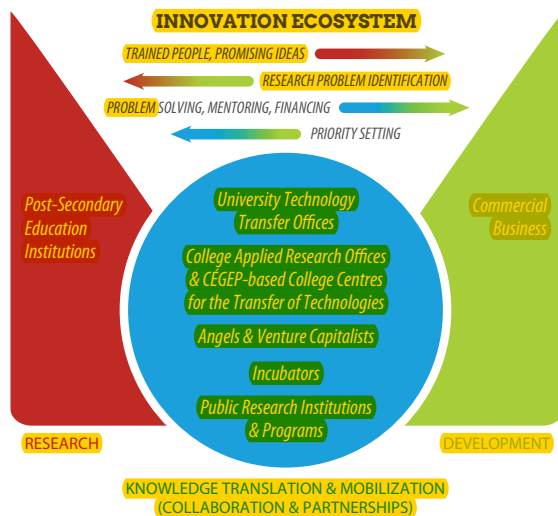 INNOVATION ECOSYSTEM
TRAINED PEOPLE, PROMISING IDEAS
RESEARCH PROBLEM IDENTIFICATION
PROBLEM SOLVING, MENTORING, FINANCING
PRIORITY SETTING
Post-Secondary
Education
Institutions
University Technology
Transfer Offices
College Applied Research Offices
& CÉGEP-based College Centres
for the Transfer of Technologies
Angels & Venture Capitalists
Incubators
Public Research Institutions
& Programs
Commercial
Business
RESEARCH
DEVELOPMENT
KNOWLEDGE TRANSLATION & MOBILIZATION
(COLLABORATION & PARTNERSHIPS)